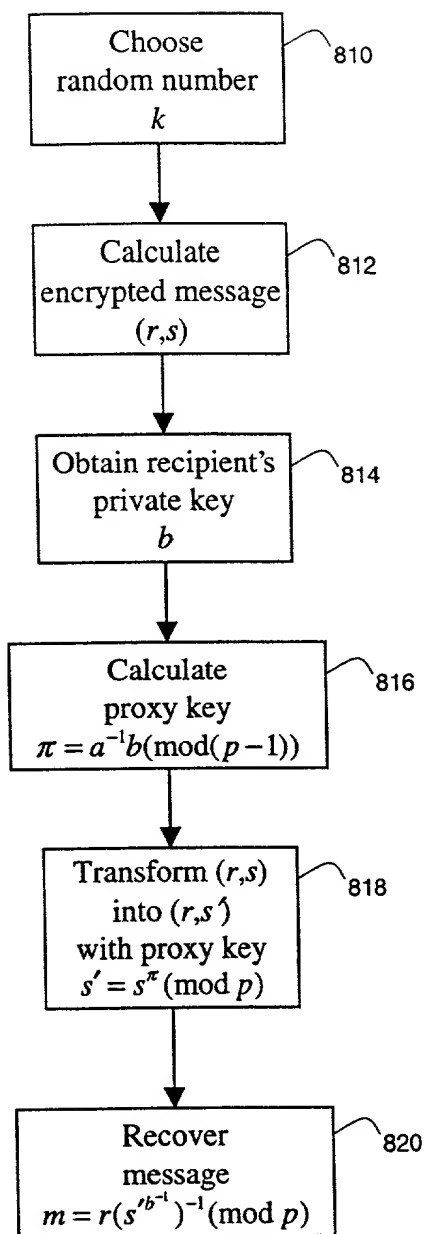 Choose
random number
k
810
Calculate
encrypted message
(r,s)
812
Obtain recipient's
private key
b
814
Calculate
proxy key
π = a⁻¹b(mod(p−1))
816
Transform (r,s)
into (r,s′)
with proxy key
s′ = s^π (mod p)
818
Recover
message
m = r(s′^b⁻¹)⁻¹(mod p)
820